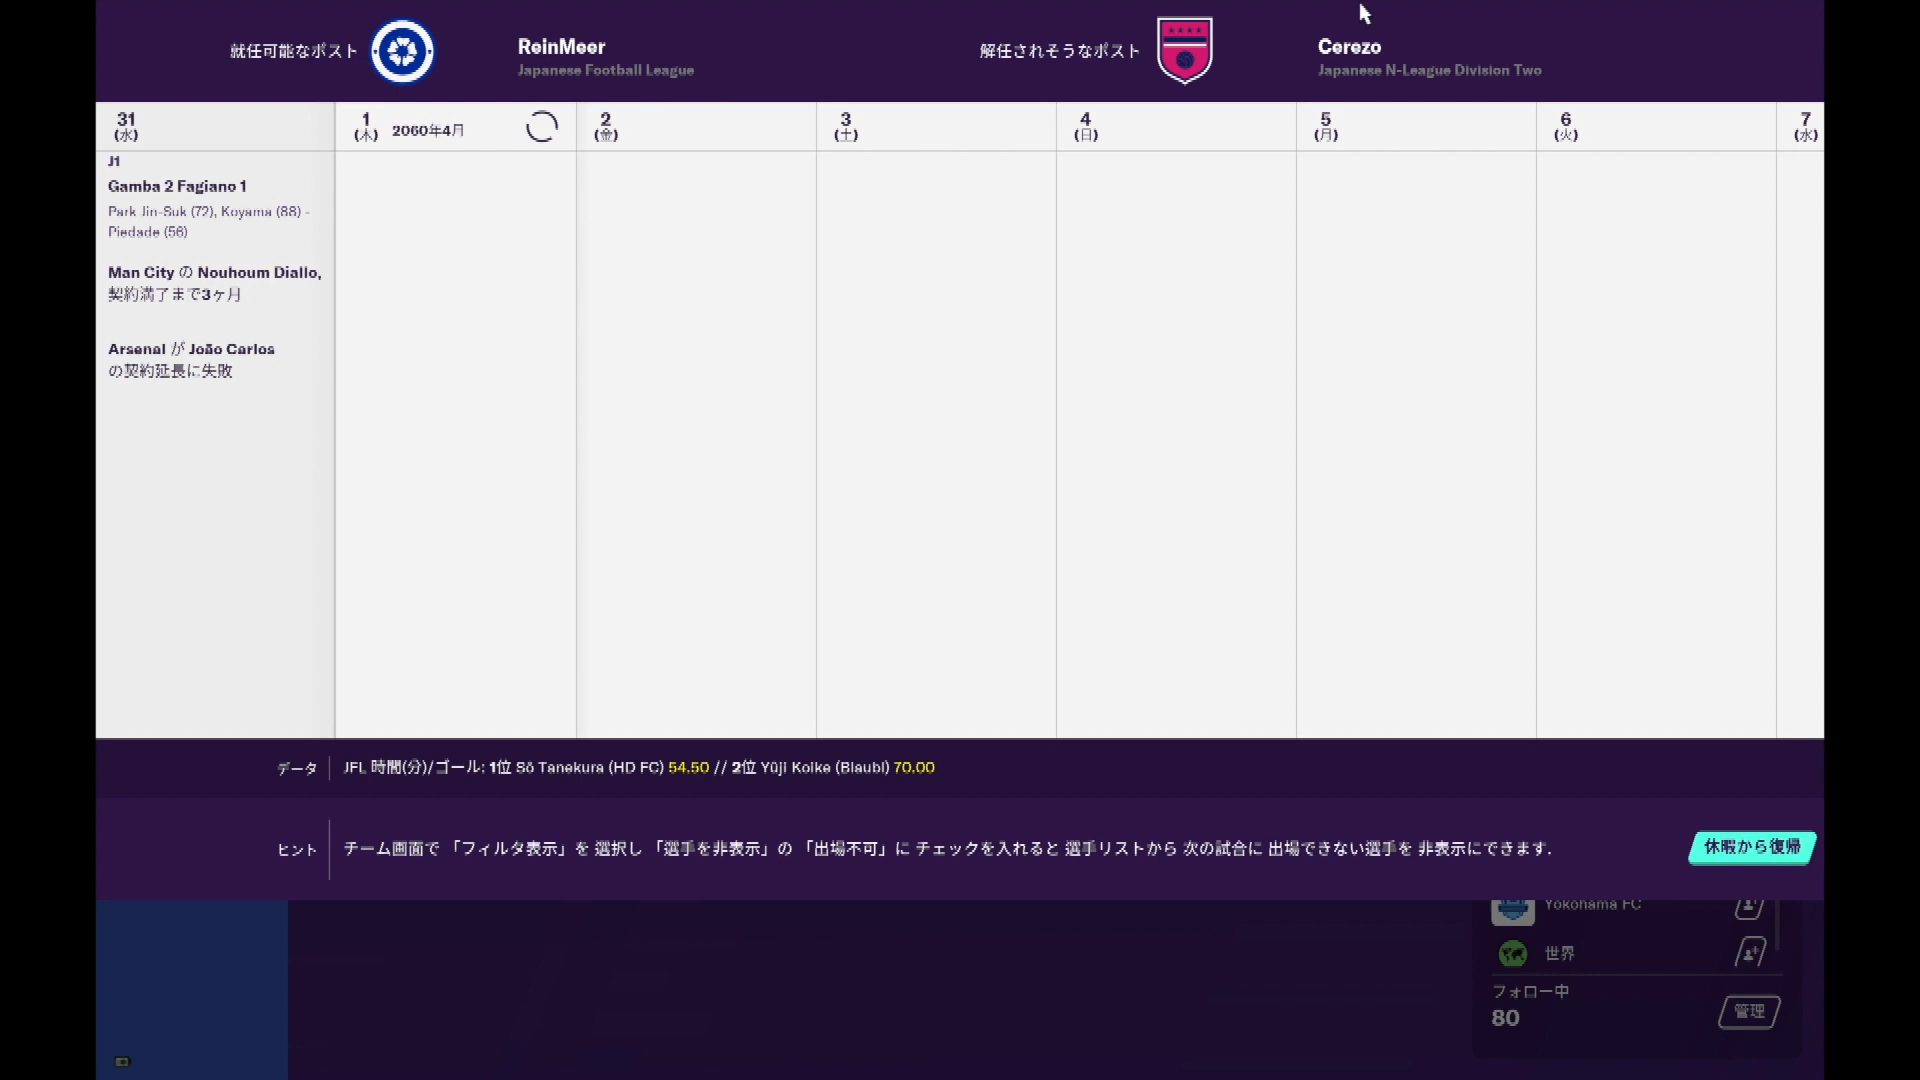 就任可能なポスト
ReinMeer
Japanese Football League
解任されそうなポスト
Cerezo
Japanese N-League Division Two
31
(水)
1
(木)
2060年4月
2
(金)
3
(土)
4
(日)
5
(月)
6
(火)
7
(水)
J1
Gamba 2 Fagiano 1
Park Jin-Suk (72), Koyama (88) -
Piedade (56)
Man City の Nouhoum Diallo,
契約満了まで3ヶ月
Arsenal が João Carlos
の契約延長に失敗
データ
JFL 時間(分)/ゴール: 1位 Sō Tanekura (HD FC) 54.50 // 2位 Yūji Koike (Blaubl) 70.00
ヒント
チーム画面で 「フィルタ表示」を 選択し 「選手を非表示」の 「出場不可」に チェックを入れると 選手リストから 次の試合に 出場できない選手を 非表示にできます.
休暇から復帰
Yokohama FC
世界
フォロー中
80
管理